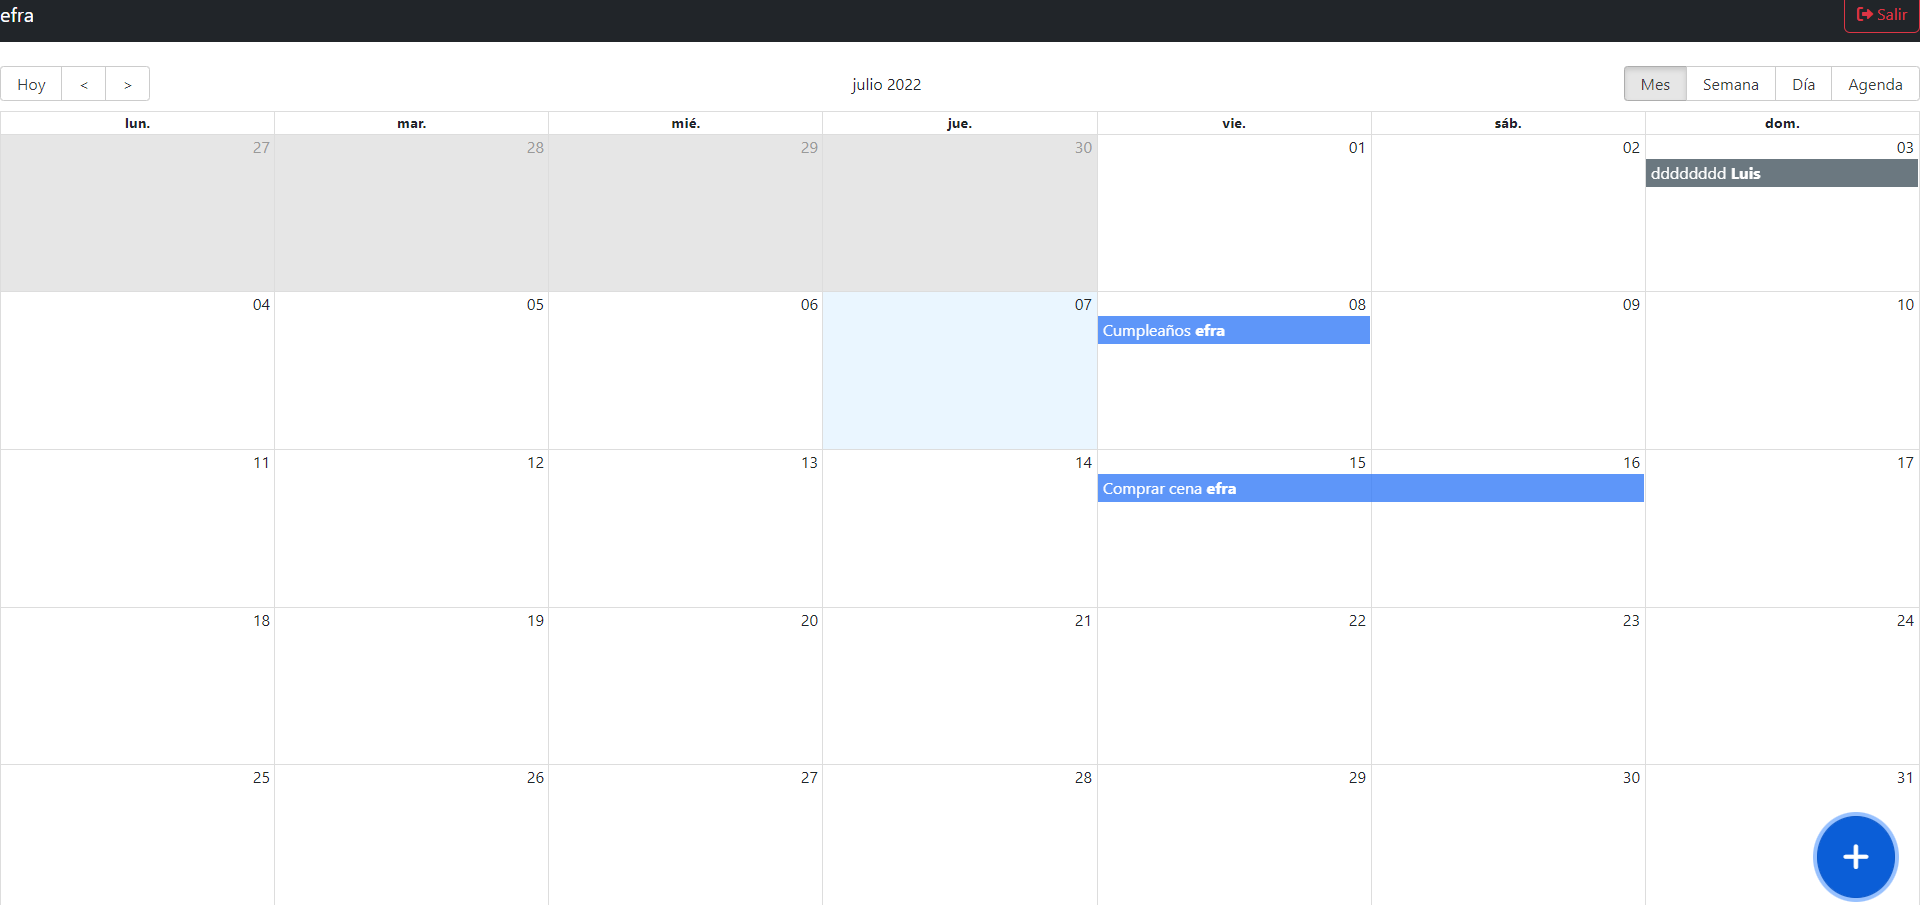 efra
Salir
Hoy < >
julio 2022
Mes Semana Día Agenda
lun. mar. mié. jue. vie. sáb. dom.
27 28 29 30 01 02 03
dddddddd Luis
04 05 06 07 08 09 10
Cumpleaños efra
11 12 13 14 15 16 17
Comprar cena efra
18 19 20 21 22 23 24
25 26 27 28 29 30 31
+